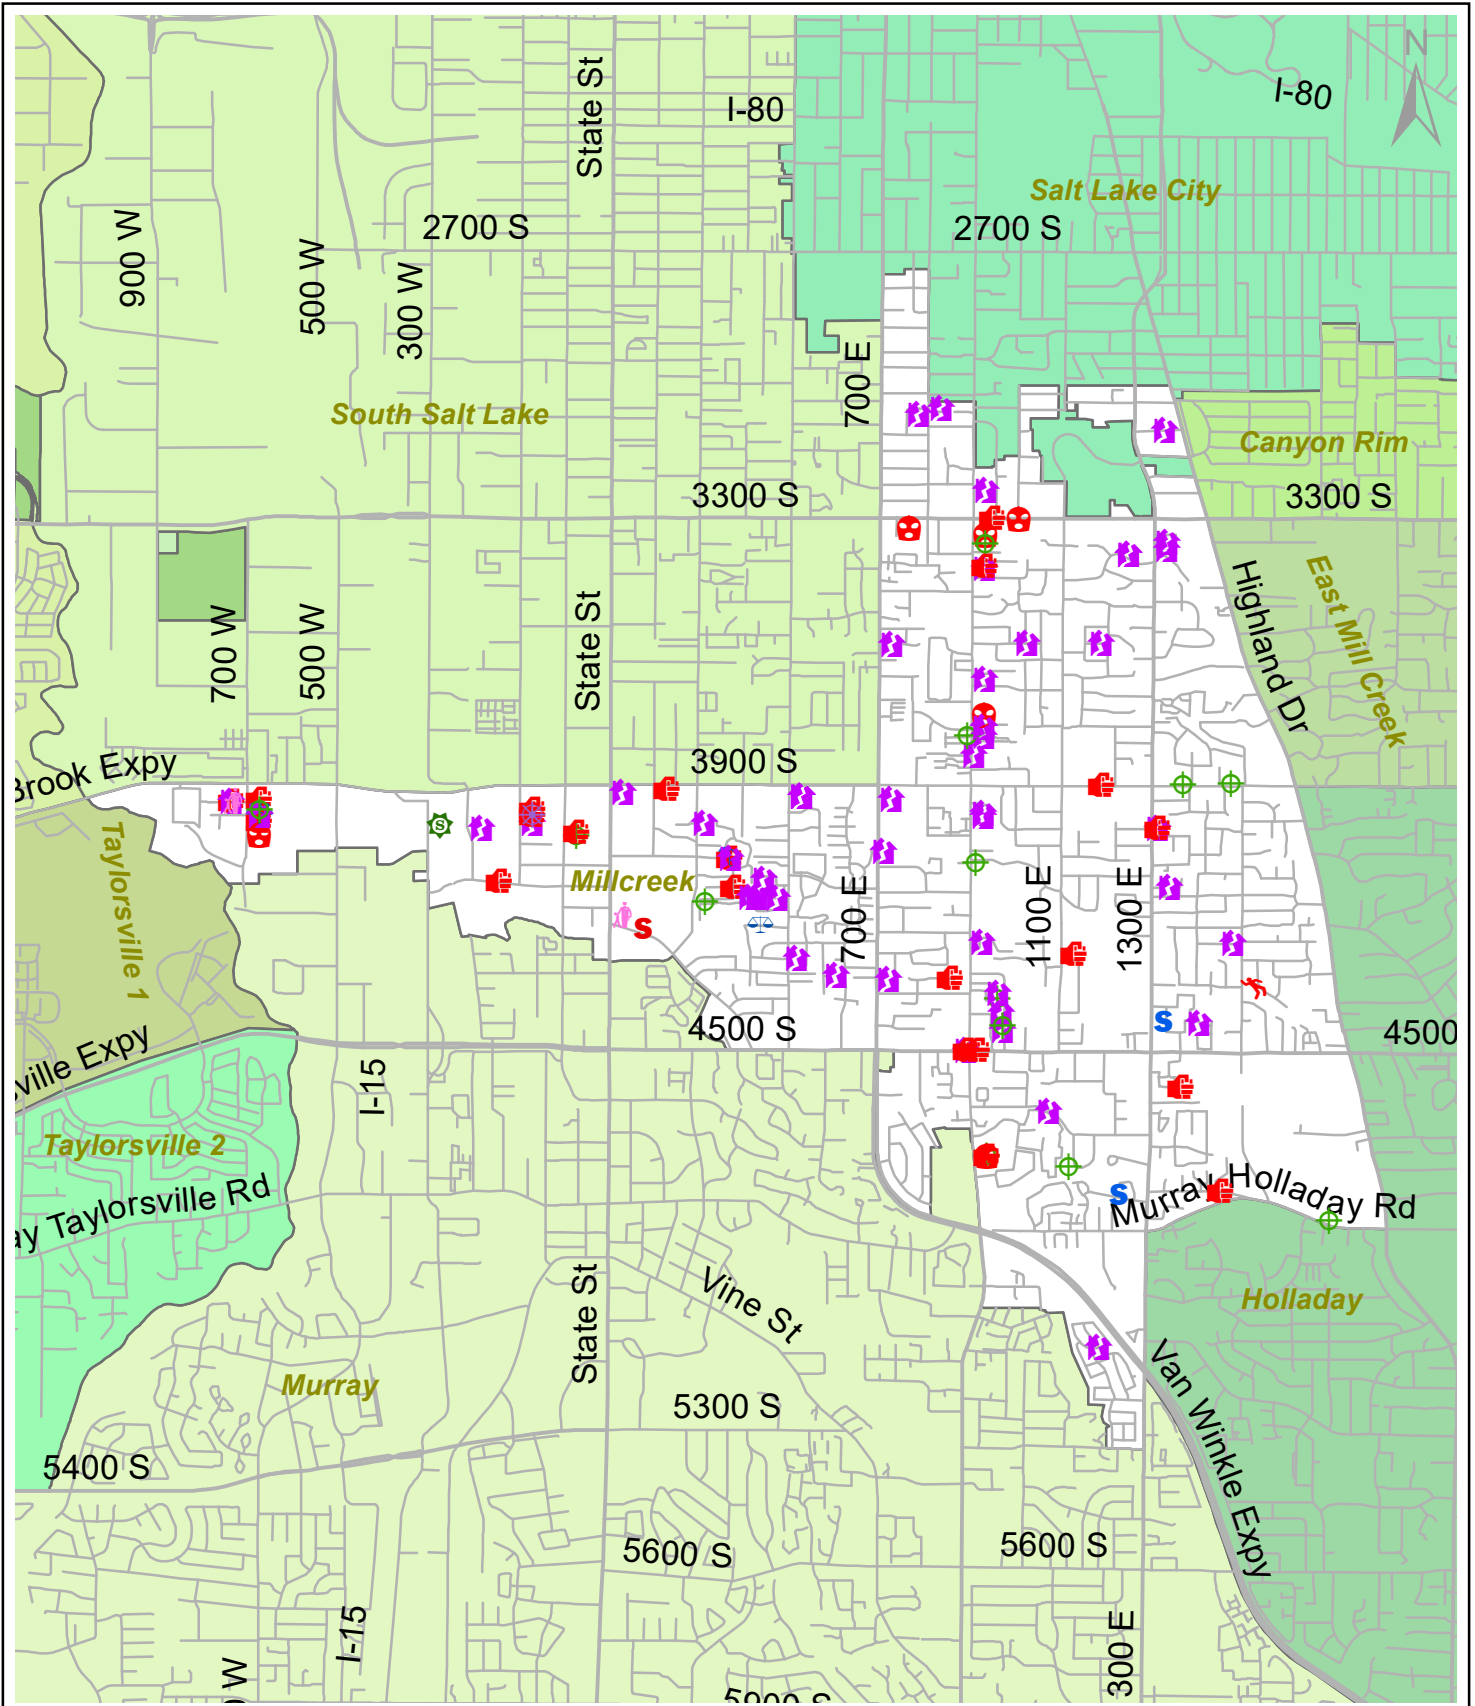 N
I-80
I-80
State St
Salt Lake City
2700 S
2700 S
900 W
500 W
300 W
700 E
South Salt Lake
Canyon Rim
3300 S
3300 S
East Mill Creek
Highland Dr
700 W
500 W
State St
3900 S
Brook Expy
S
Taylorsville 1
Millcreek
S
700 E
1100 E
1300 E
S
4500 S
4500
sville Expy
I-15
Taylorsville 2
ay Taylorsville Rd
S
Murray Holladay Rd
State St
Vine St
Holladay
Murray
Van Winkle Expy
5300 S
5400 S
5600 S
5600 S
I-15
300 E
0 W
5900 S